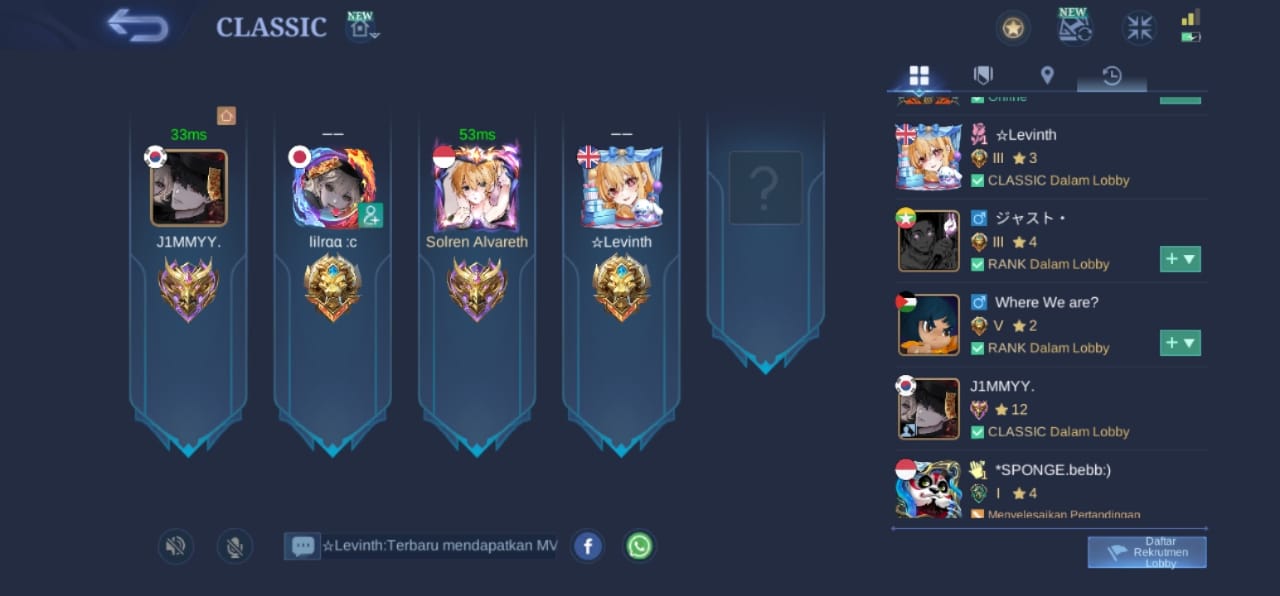 CLASSIC
NEW
NEW
33ms
——
53ms
——
J1MMYY.
lilrɑɑ :c
Solren Alvareth
☆Levinth
?
Online
☆Levinth
III ★3
CLASSIC Dalam Lobby
ジャスト・
III ★4
RANK Dalam Lobby
Where We are?
V ★2
RANK Dalam Lobby
J1MMYY.
★12
CLASSIC Dalam Lobby
*SPONGE.bebb:)
I ★4
Menyelesaikan Pertandingan
☆Levinth:Terbaru mendapatkan MV
Daftar
Rekrutmen
Lobby